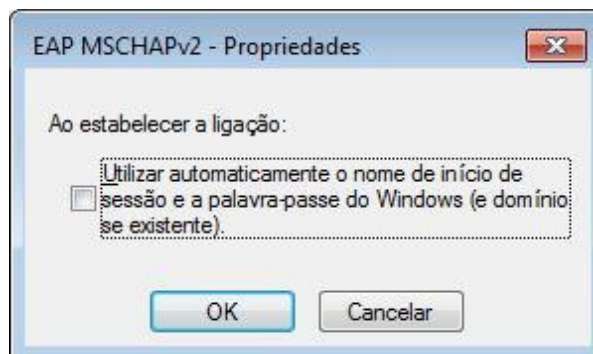 EAP MSCHAPv2 - Propriedades
Ao estabelecer a ligação:
Utilizar automaticamente o nome de início de
sessão e a palavra-passe do Windows (e domínio
se existente).
OK Cancelar